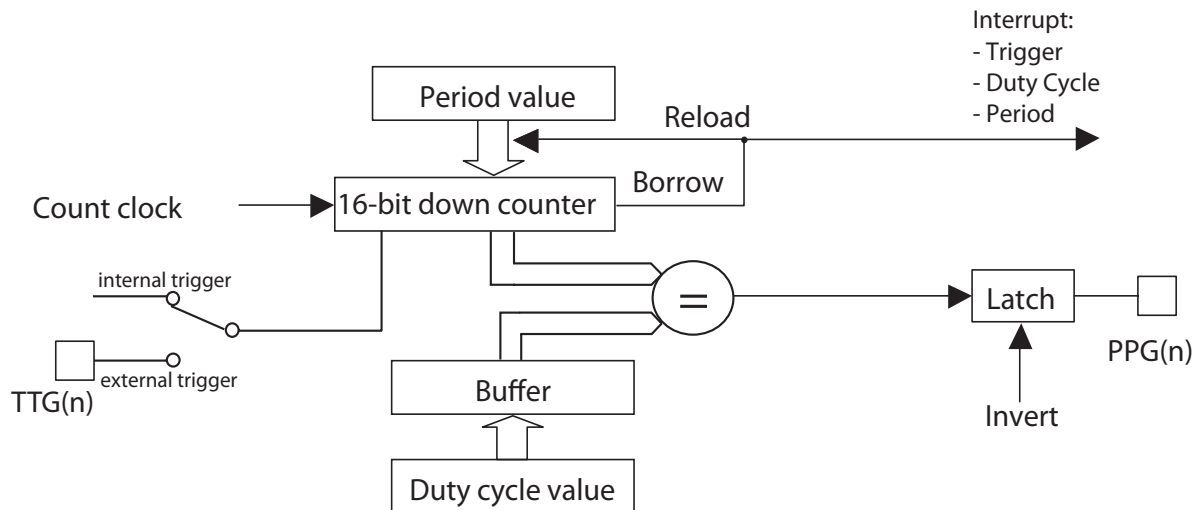 Interrupt:
- Trigger
- Duty Cycle
- Period
Period value
Reload
Borrow
Count clock
16-bit down counter
internal trigger
external trigger
TTG(n)
=
Latch
PPG(n)
Invert
Buffer
Duty cycle value